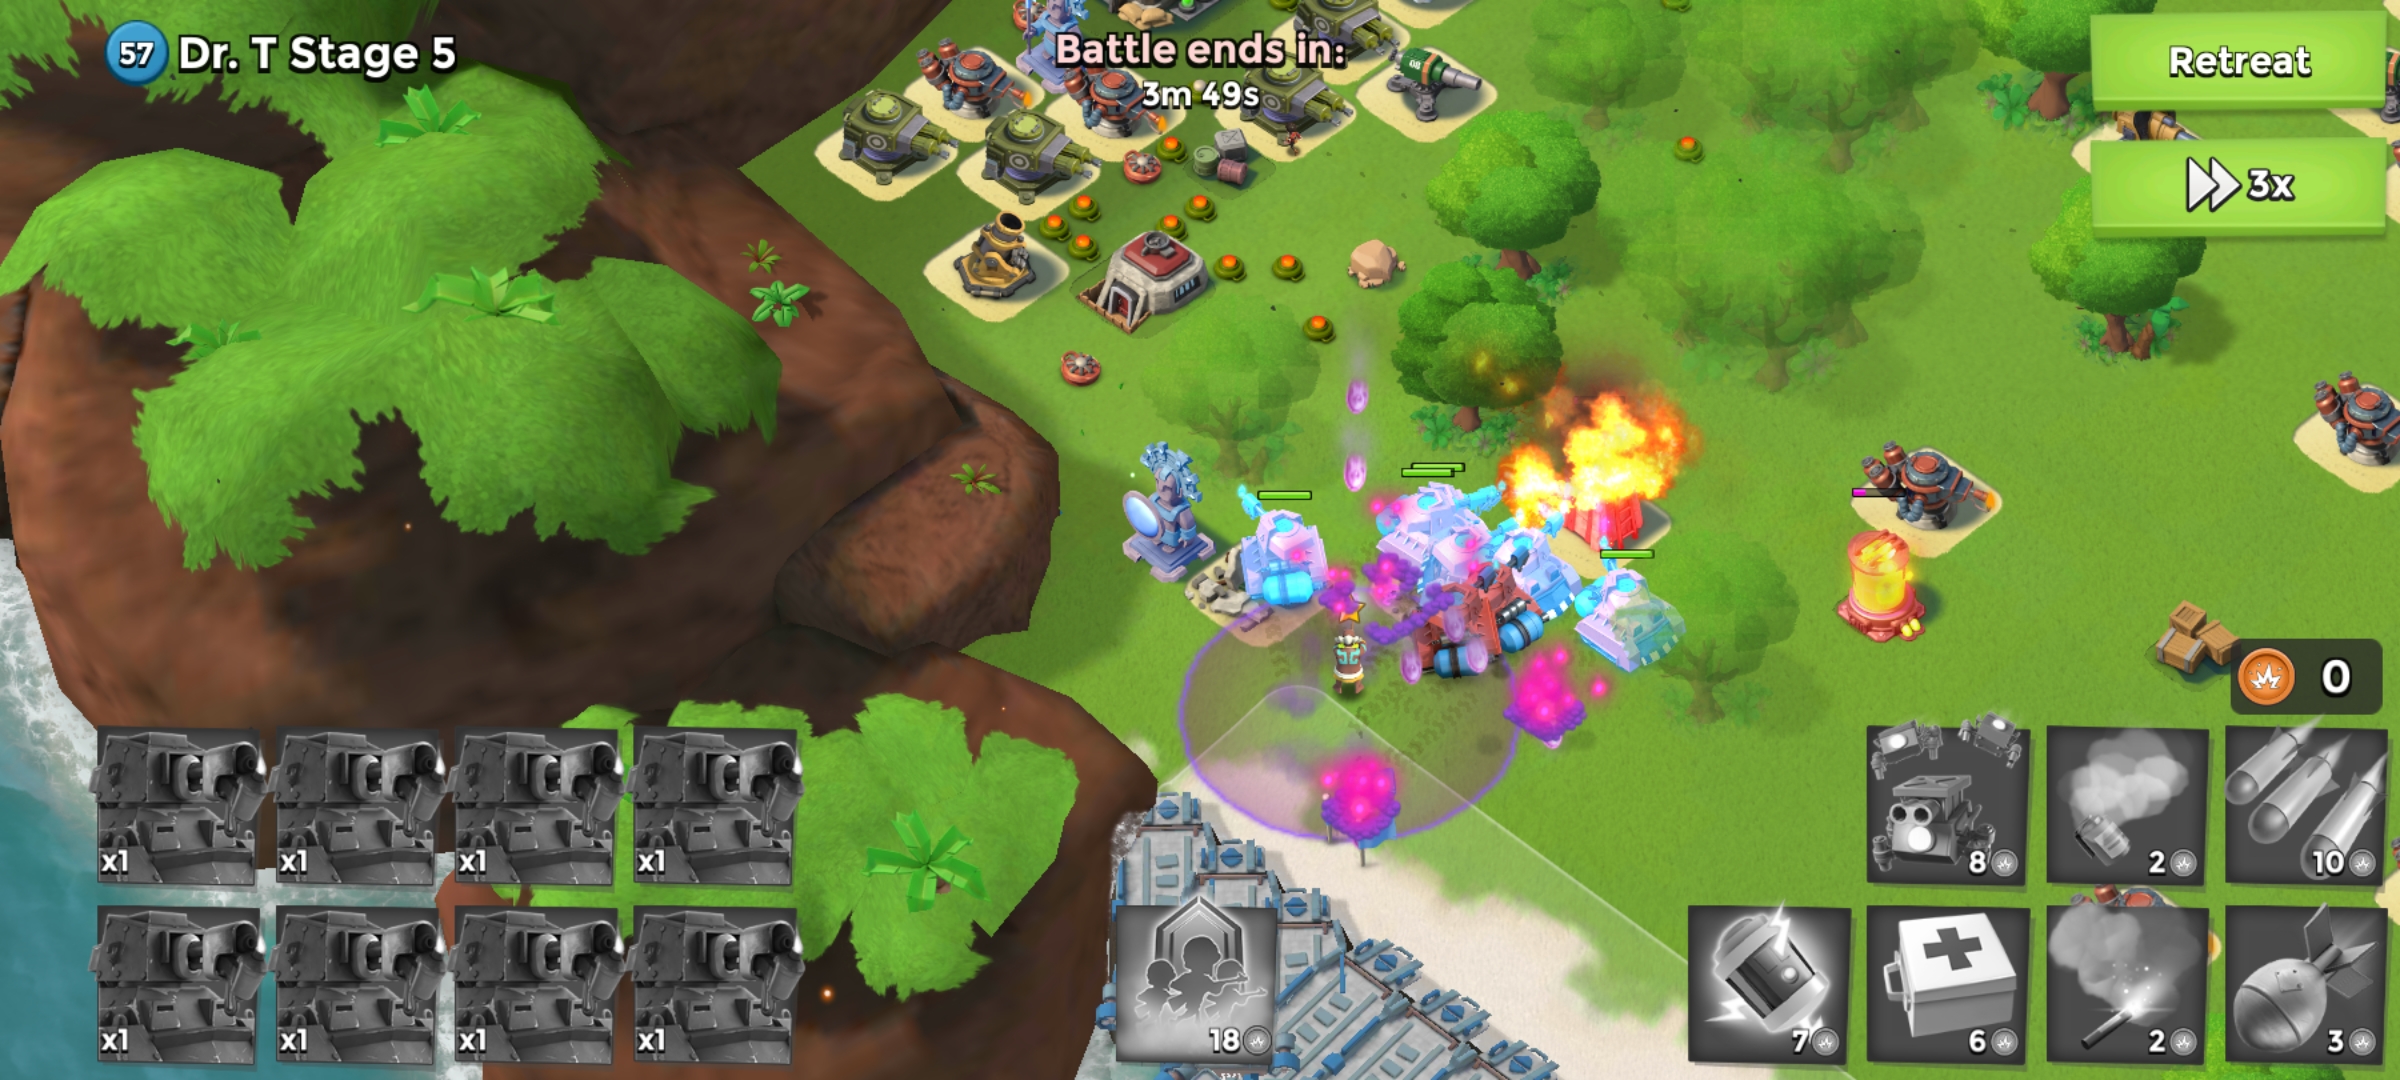 57 Dr. T Stage 5
Battle ends in:
3m 49s
Retreat
3x
08
0
x1 x1 x1 x1
8 2 10
x1 x1 x1 x1
18
7 6 2 3